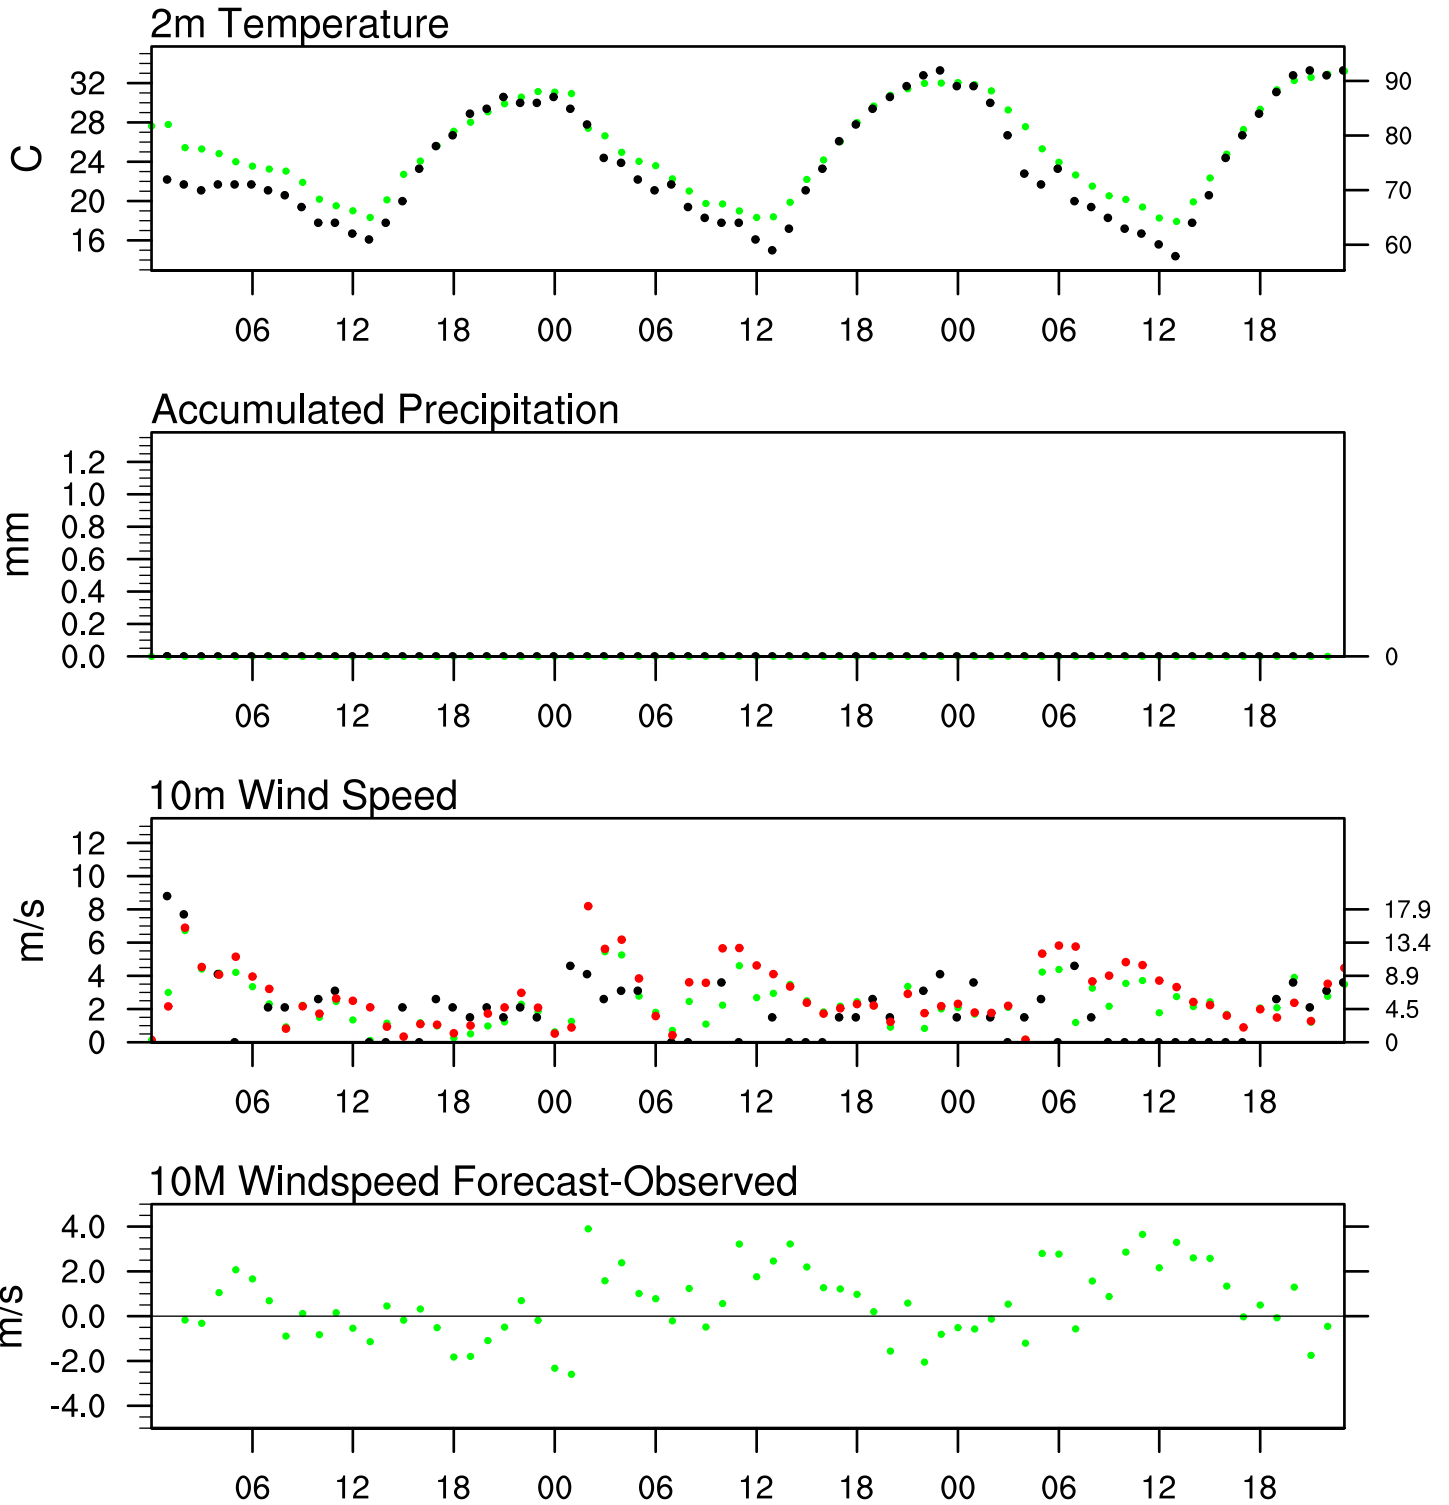 2m Temperature
C
32
28
24
20
16
90
80
70
60
06 12 18 00 06 12 18 00 06 12 18
Accumulated Precipitation
mm
1.2
1.0
0.8
0.6
0.4
0.2
0.0
0
06 12 18 00 06 12 18 00 06 12 18
10m Wind Speed
m/s
12
10
8
6
4
2
0
17.9
13.4
8.9
4.5
0
06 12 18 00 06 12 18 00 06 12 18
10M Windspeed Forecast-Observed
m/s
4.0
2.0
0.0
-2.0
-4.0
06 12 18 00 06 12 18 00 06 12 18